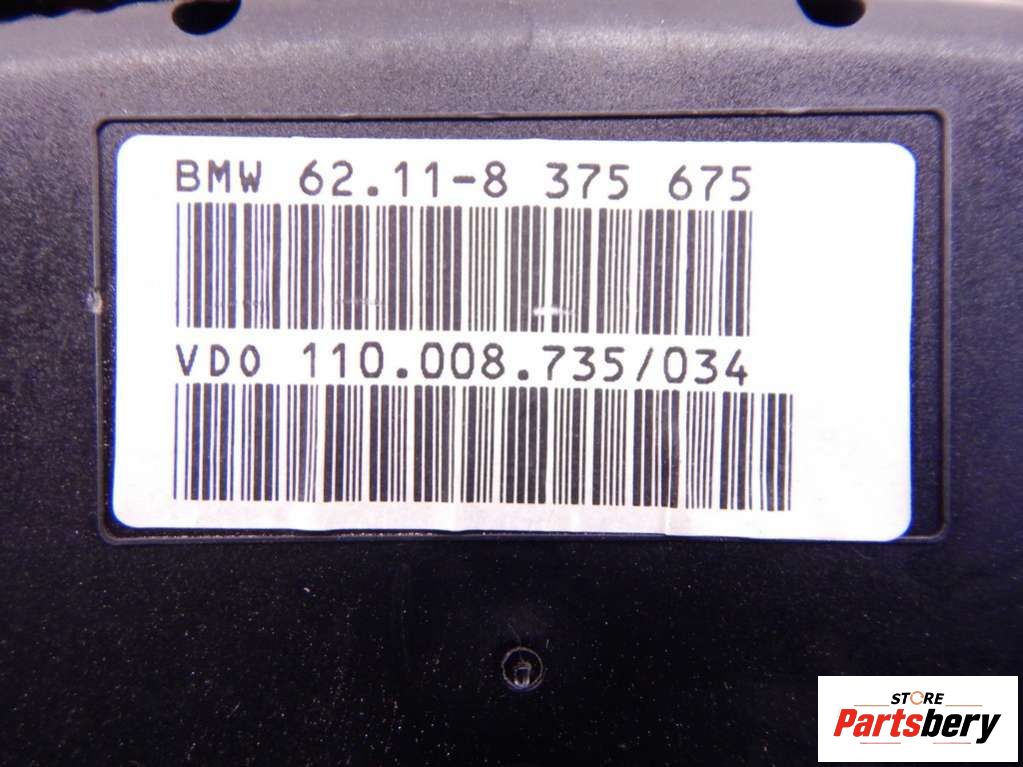 BMW 62.11-8 375 675
VDO 110.008.735/034
STORE
Partsbery